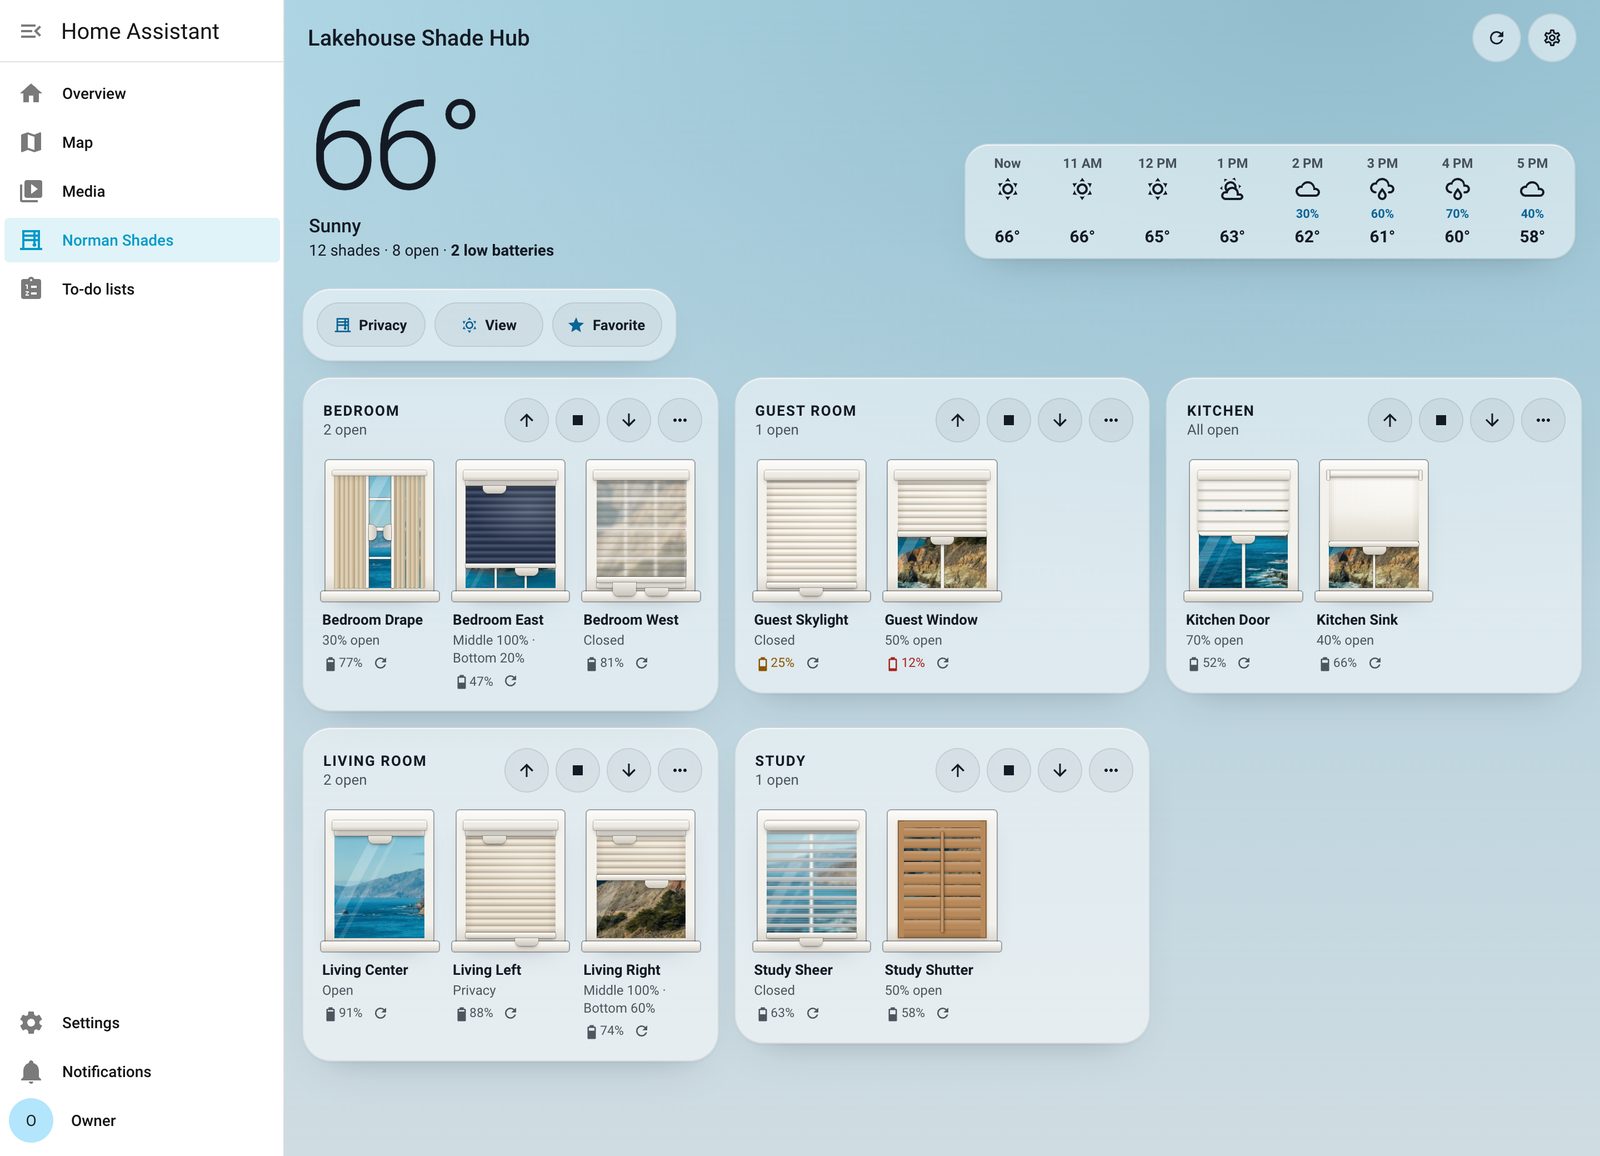 Home Assistant
Overview
Map
Media
Norman Shades
To-do lists
Settings
Notifications
O
Owner
Lakehouse Shade Hub
66°
Sunny
12 shades · 8 open · 2 low batteries
Now 11 AM 12 PM 1 PM 2 PM 3 PM 4 PM 5 PM
30% 60% 70% 40%
66° 66° 65° 63° 62° 61° 60° 58°
Privacy View Favorite
BEDROOM
2 open
Bedroom Drape
30% open
77%
Bedroom East
Middle 100% ·
Bottom 20%
47%
Bedroom West
Closed
81%
GUEST ROOM
1 open
Guest Skylight
Closed
25%
Guest Window
50% open
12%
KITCHEN
All open
Kitchen Door
70% open
52%
Kitchen Sink
40% open
66%
LIVING ROOM
2 open
Living Center
Open
91%
Living Left
Privacy
88%
Living Right
Middle 100% ·
Bottom 60%
74%
STUDY
1 open
Study Sheer
Closed
63%
Study Shutter
50% open
58%